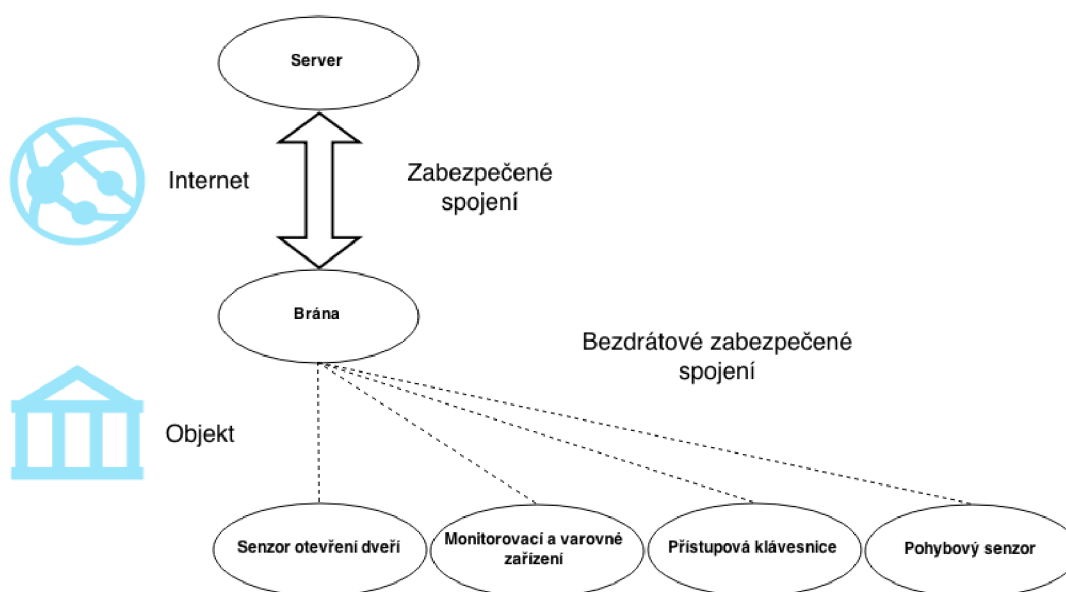 Server
Internet
Zabezpečené
spojení
Brána
Bezdrátové zabezpečené
spojení
Objekt
Senzor otevření dveří
Monitorovací a varovné
zařízení
Přístupová klávesnice
Pohybový senzor